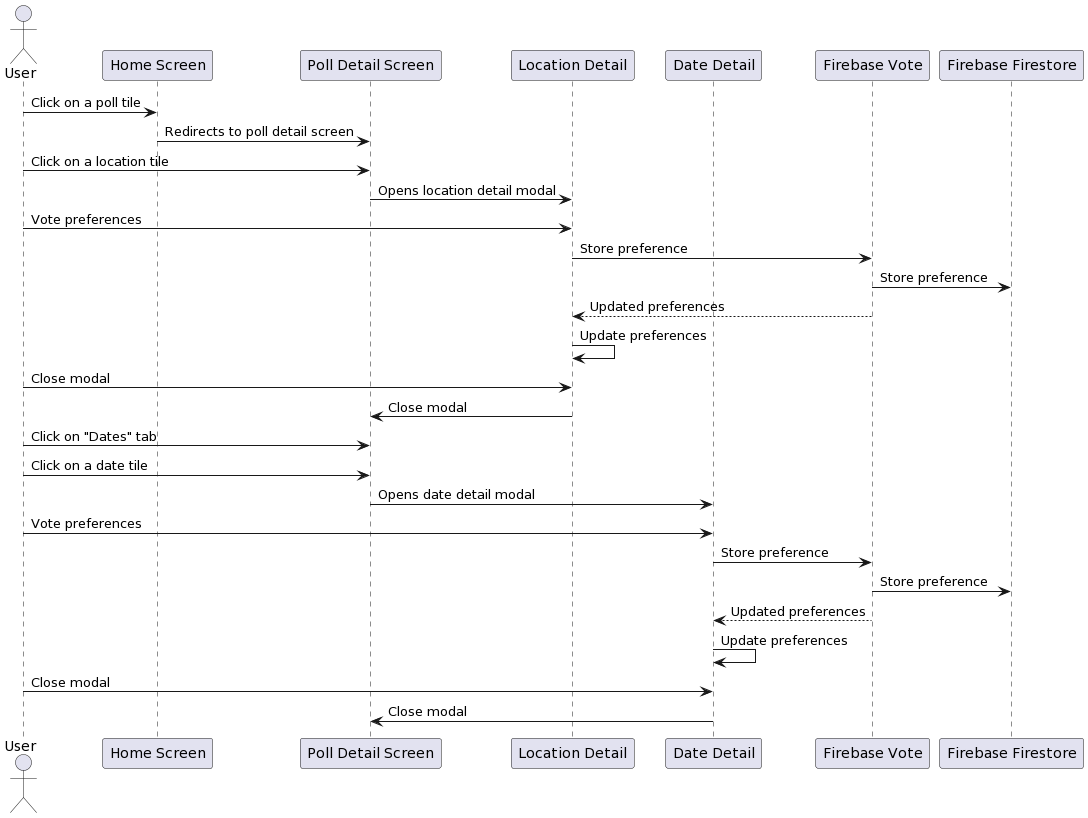 User
Home Screen
Poll Detail Screen
Location Detail
Date Detail
Firebase Vote
Firebase Firestore
Click on a poll tile
Redirects to poll detail screen
Click on a location tile
Opens location detail modal
Vote preferences
Store preference
Store preference
Updated preferences
Update preferences
Close modal
Close modal
Click on "Dates" tab
Click on a date tile
Opens date detail modal
Vote preferences
Store preference
Store preference
Updated preferences
Update preferences
Close modal
Close modal
User
Home Screen
Poll Detail Screen
Location Detail
Date Detail
Firebase Vote
Firebase Firestore